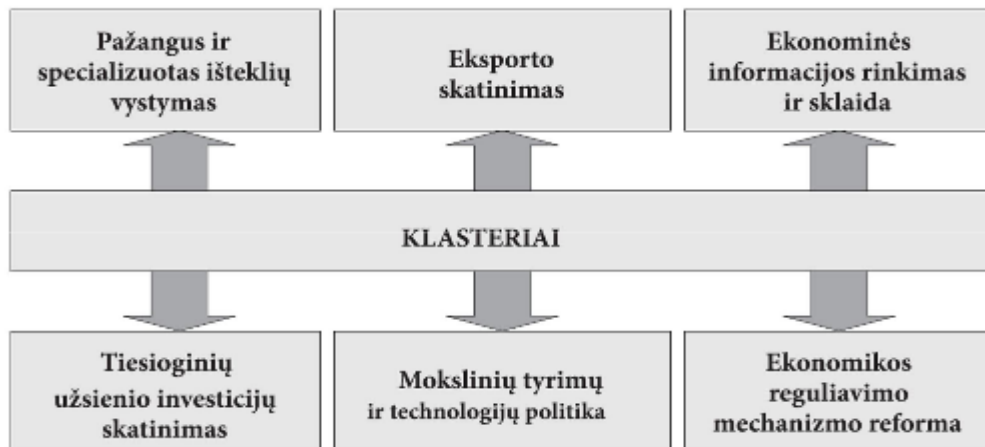 Pažangus ir
specializuotas išteklių
vystymas
Eksporto
skatinimas
Ekonominės
informacijos rinkimas
ir sklaida
KLASTERIAI
Tiesioginių
užsienio investicijų
skatinimas
Mokslinių tyrimų
ir technologijų politika
Ekonomikos
reguliavimo
mechanizmo reforma